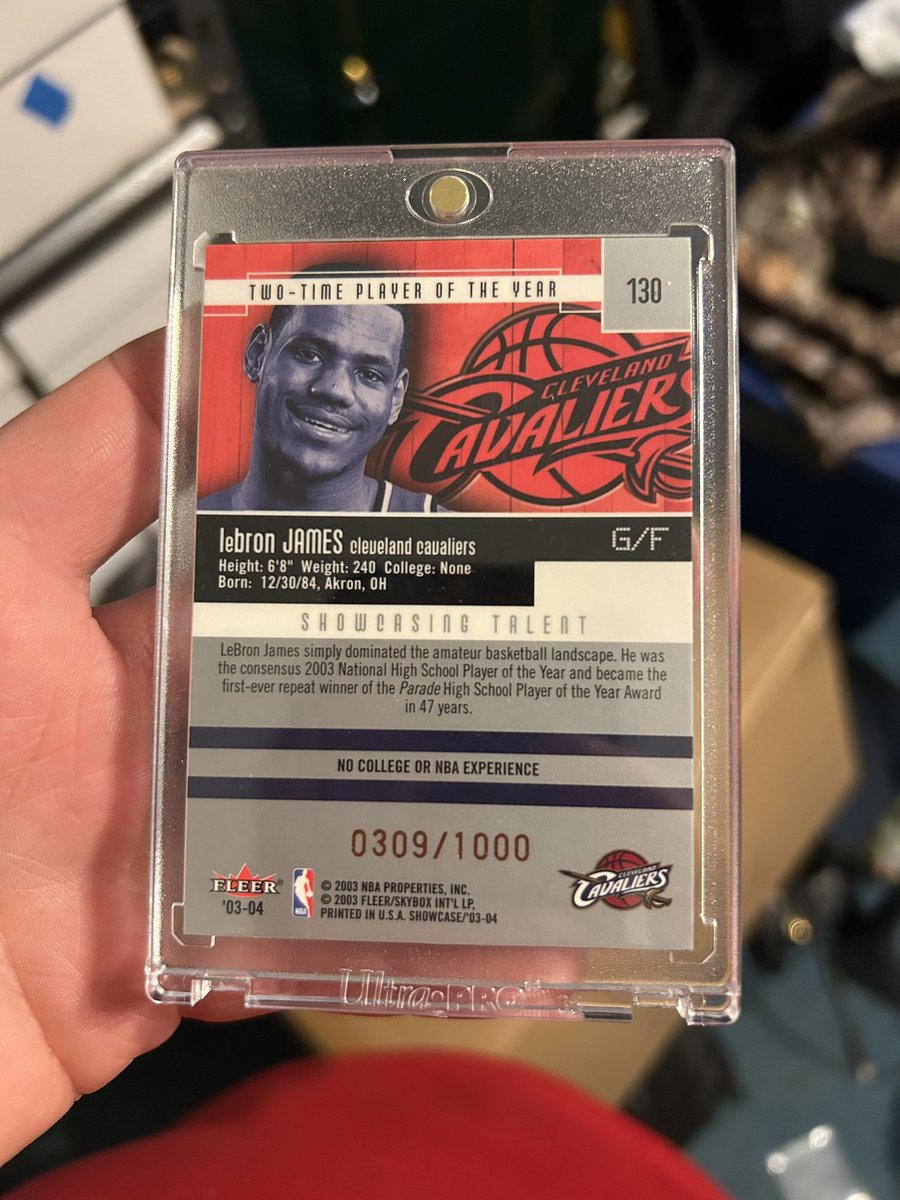 TWO-TIME PLAYER OF THE YEAR
130
CLEVELAND
CAVALIERS
leBron JAMES cleveland cavaliers
G/F
Height: 6'8" Weight: 240 College: None
Born: 12/30/84, Akron, OH
SHOWCASING TALENT
LeBron James simply dominated the amateur basketball landscape. He was
the consensus 2003 National High School Player of the Year and became the
first-ever repeat winner of the Parade High School Player of the Year Award
in 47 years.
NO COLLEGE OR NBA EXPERIENCE
0309/1000
FLEER
'03-04
NBA
© 2003 NBA PROPERTIES, INC.
© 2003 FLEER/SKYBOX INT'L LP,
PRINTED IN U.S.A. SHOWCASE/'03-04
CLEVELAND
CAVALIERS
Ultra-PRO